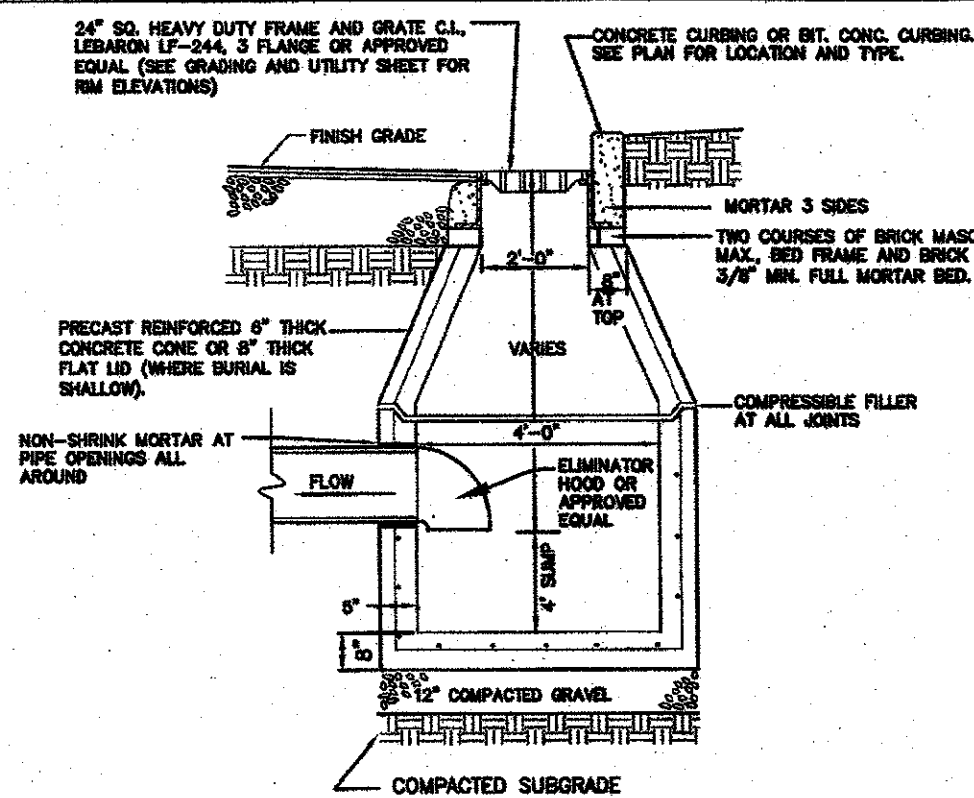 24" SQ. HEAVY DUTY FRAME AND GRATE C.I.,
LEBARON LF-244, 3 FLANGE OR APPROVED
EQUAL (SEE GRADING AND UTILITY SHEET FOR
RIM ELEVATIONS)
CONCRETE CURBING OR BIT. CONC. CURBING.
SEE PLAN FOR LOCATION AND TYPE.
FINISH GRADE
MORTAR 3 SIDES
TWO COURSES OF BRICK
MAX., BED FRAME AND BRICK
3/8" MIN. FULL MORTAR BED.
2'-0"
AT
TOP
PRECAST REINFORCED 6" THICK
CONCRETE CONE OR 8" THICK
FLAT LID (WHERE BURIAL IS
SHALLOW).
VARIES
COMPRESSIBLE FILLER
AT ALL JOINTS
4'-0"
NON-SHRINK MORTAR AT
PIPE OPENINGS ALL
AROUND
FLOW
ELIMINATOR
HOOD OR
APPROVED
EQUAL
4' SUMP
8"
12" COMPACTED GRAVEL
COMPACTED SUBGRADE